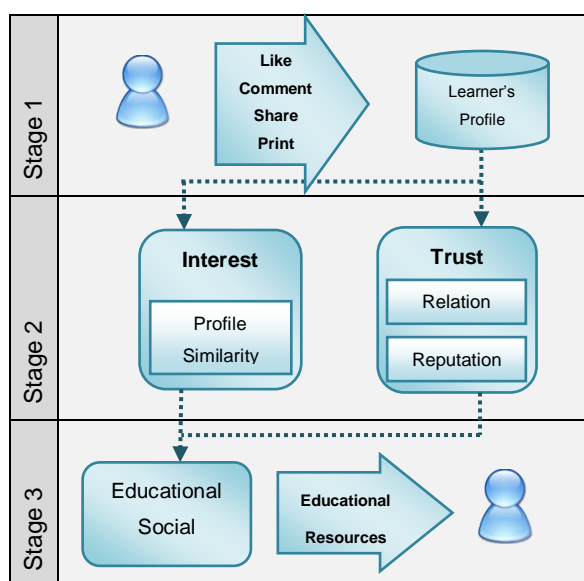 Stage 1
Like
Comment
Share
Print
Learner's
Profile
Stage 2
Interest
Profile
Similarity
Trust
Relation
Reputation
Stage 3
Educational
Social
Educational
Resources